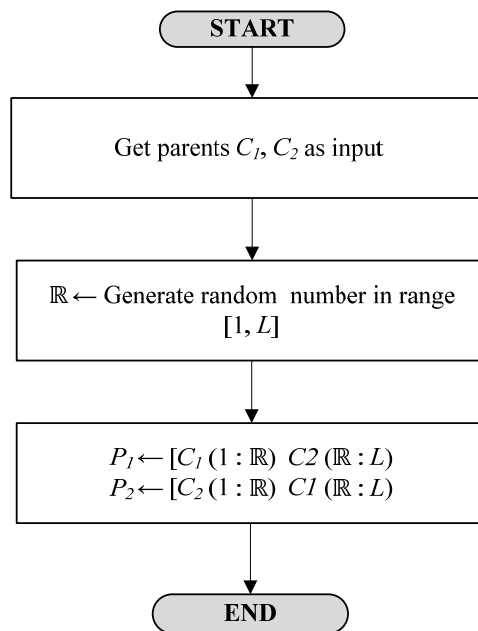 START
Get parents C₁, C₂ as input
ℝ ← Generate random number in range
[1, L]
P₁ ← [C₁ (1 : ℝ) C2 (ℝ : L)
P₂ ← [C₂ (1 : ℝ) C1 (ℝ : L)
END